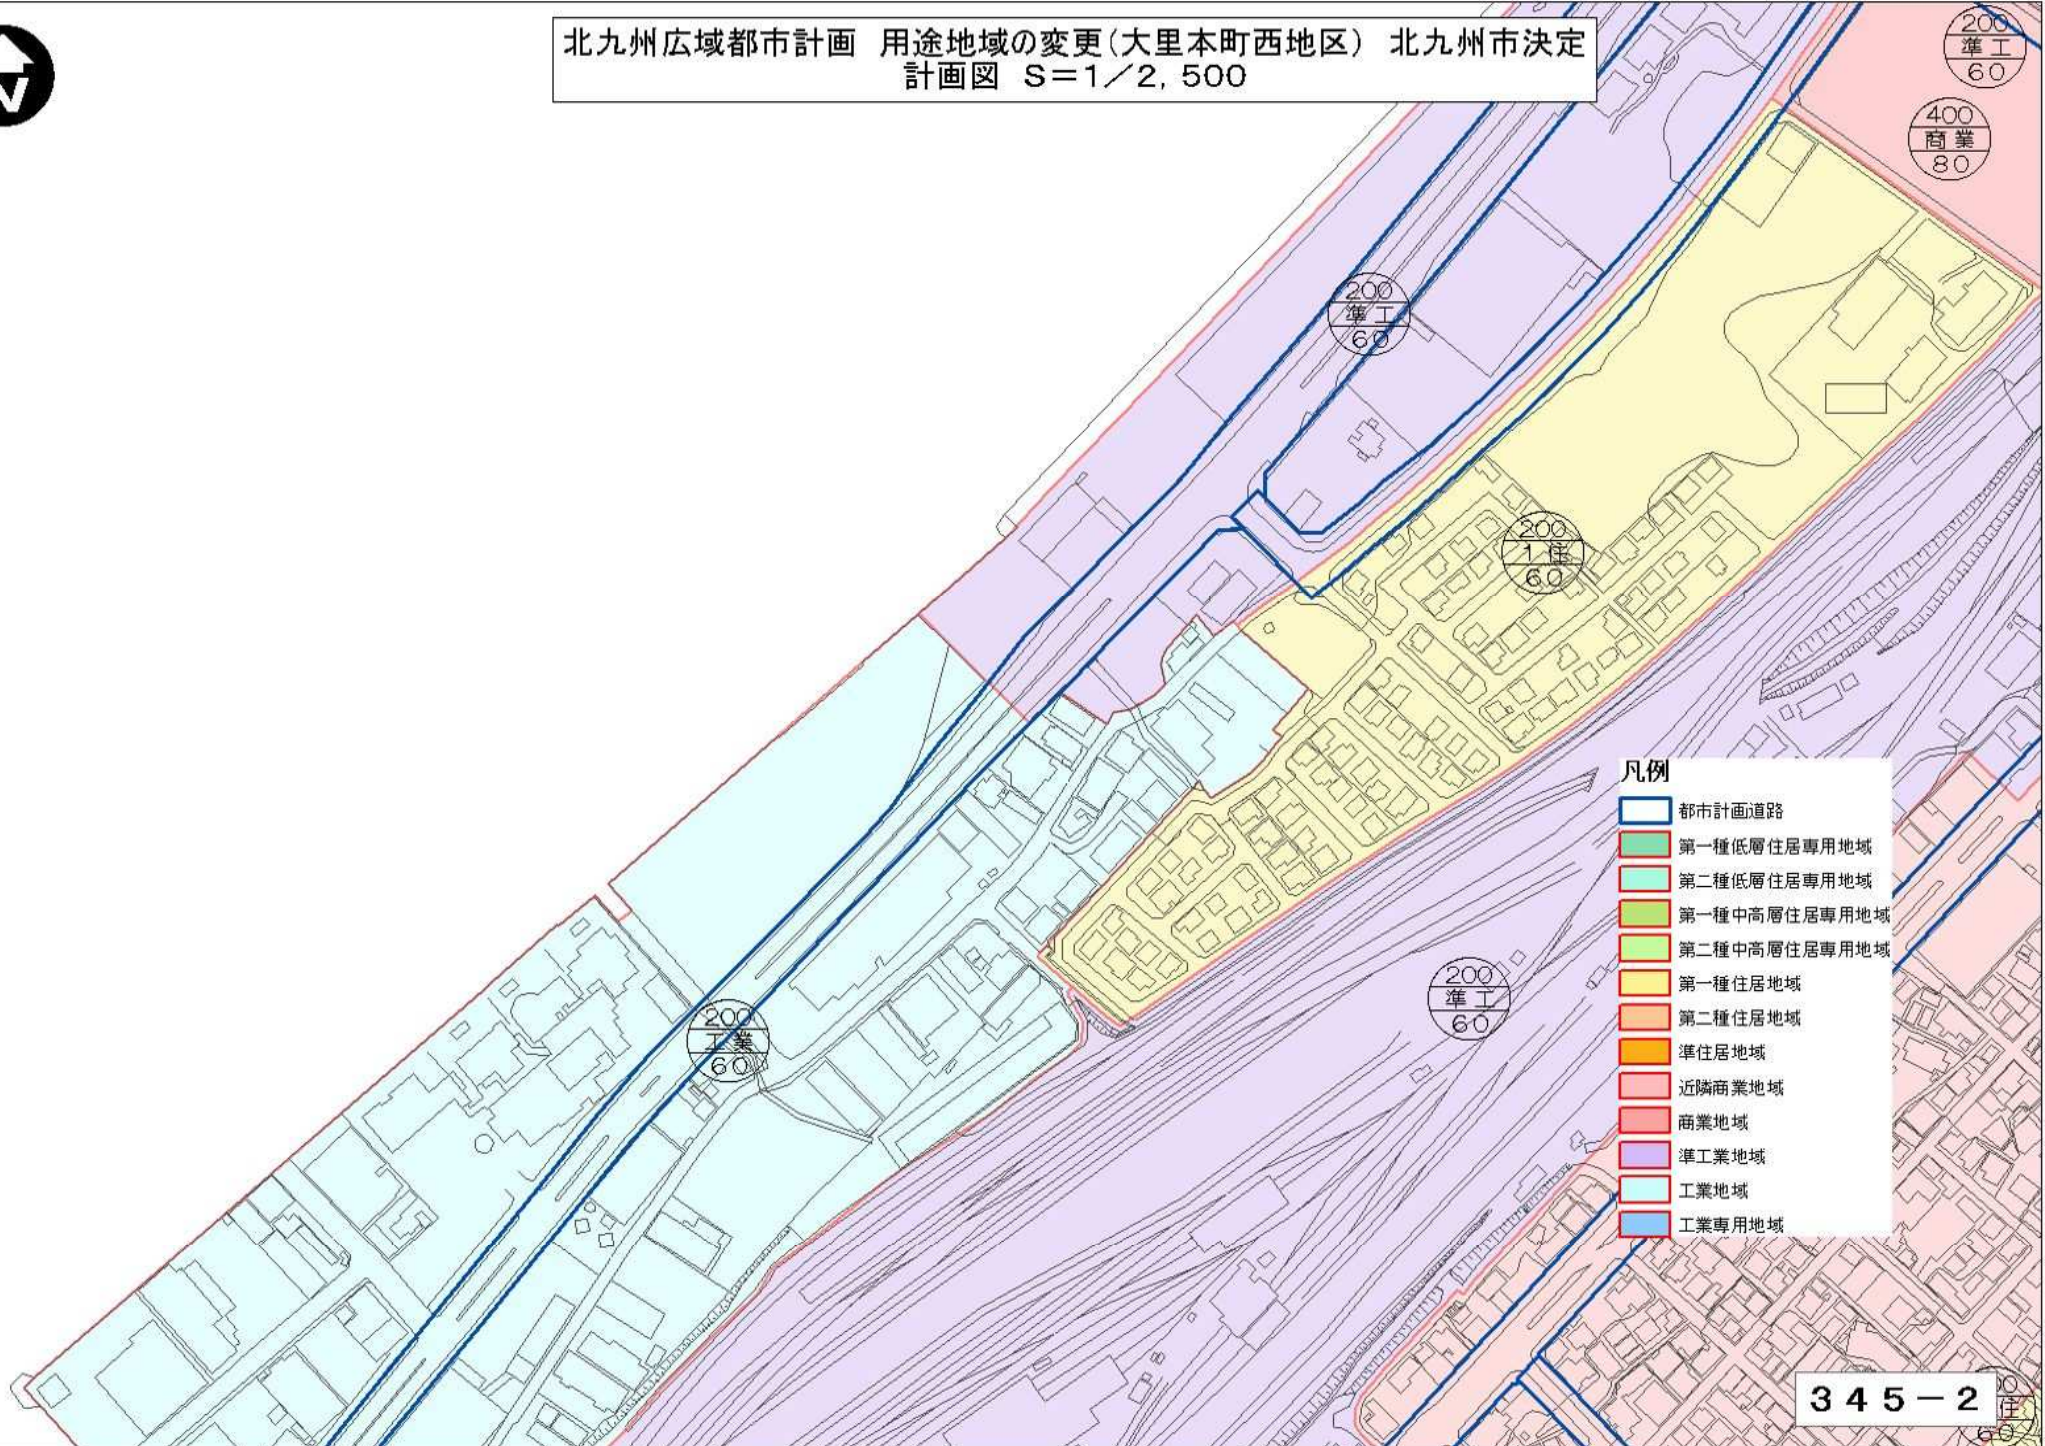 北九州広域都市計画 用途地域の変更(大里本町西地区) 北九州市決定
計画図 S=1/2,500
N
200
準工
60
400
商業
80
200
準工
60
200
1住
60
200
準工
60
200
工業
60
凡例
都市計画道路
第一種低層住居専用地域
第二種低層住居専用地域
第一種中高層住居専用地域
第二種中高層住居専用地域
第一種住居地域
第二種住居地域
準住居地域
近隣商業地域
商業地域
準工業地域
工業地域
工業専用地域
345-2
住
60